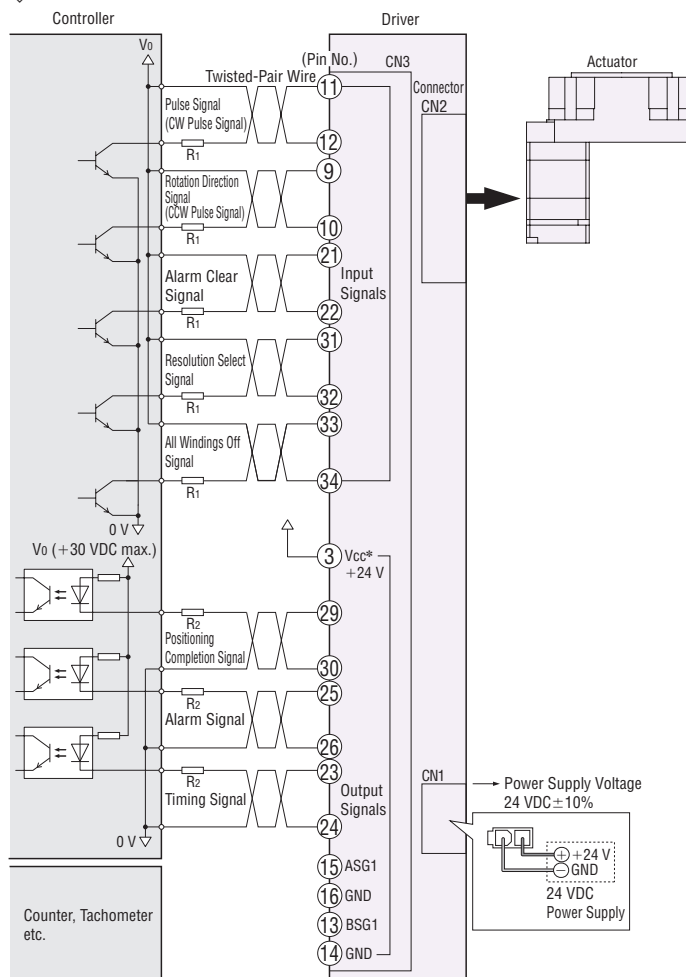 Controller
Driver
V0
(Pin No.)
CN3
Twisted-Pair Wire
11
Connector
CN2
Actuator
Pulse Signal
(CW Pulse Signal)
R1
12
9
Rotation Direction
Signal
(CCW Pulse Signal)
R1
10
21
Input
Signals
Alarm Clear
Signal
R1
22
31
Resolution Select
Signal
R1
32
33
All Windings Off
Signal
R1
34
0 V
V0 (+30 VDC max.)
3 Vcc*
+24 V
29
R2
Positioning
Completion Signal
30
25
R2
Alarm Signal
26
23
R2
Timing Signal
24
Output
Signals
0 V
CN1
Power Supply Voltage
24 VDC±10%
+ +24 V
− GND
24 VDC
Power Supply
15 ASG1
16 GND
13 BSG1
14 GND
Counter, Tachometer
etc.